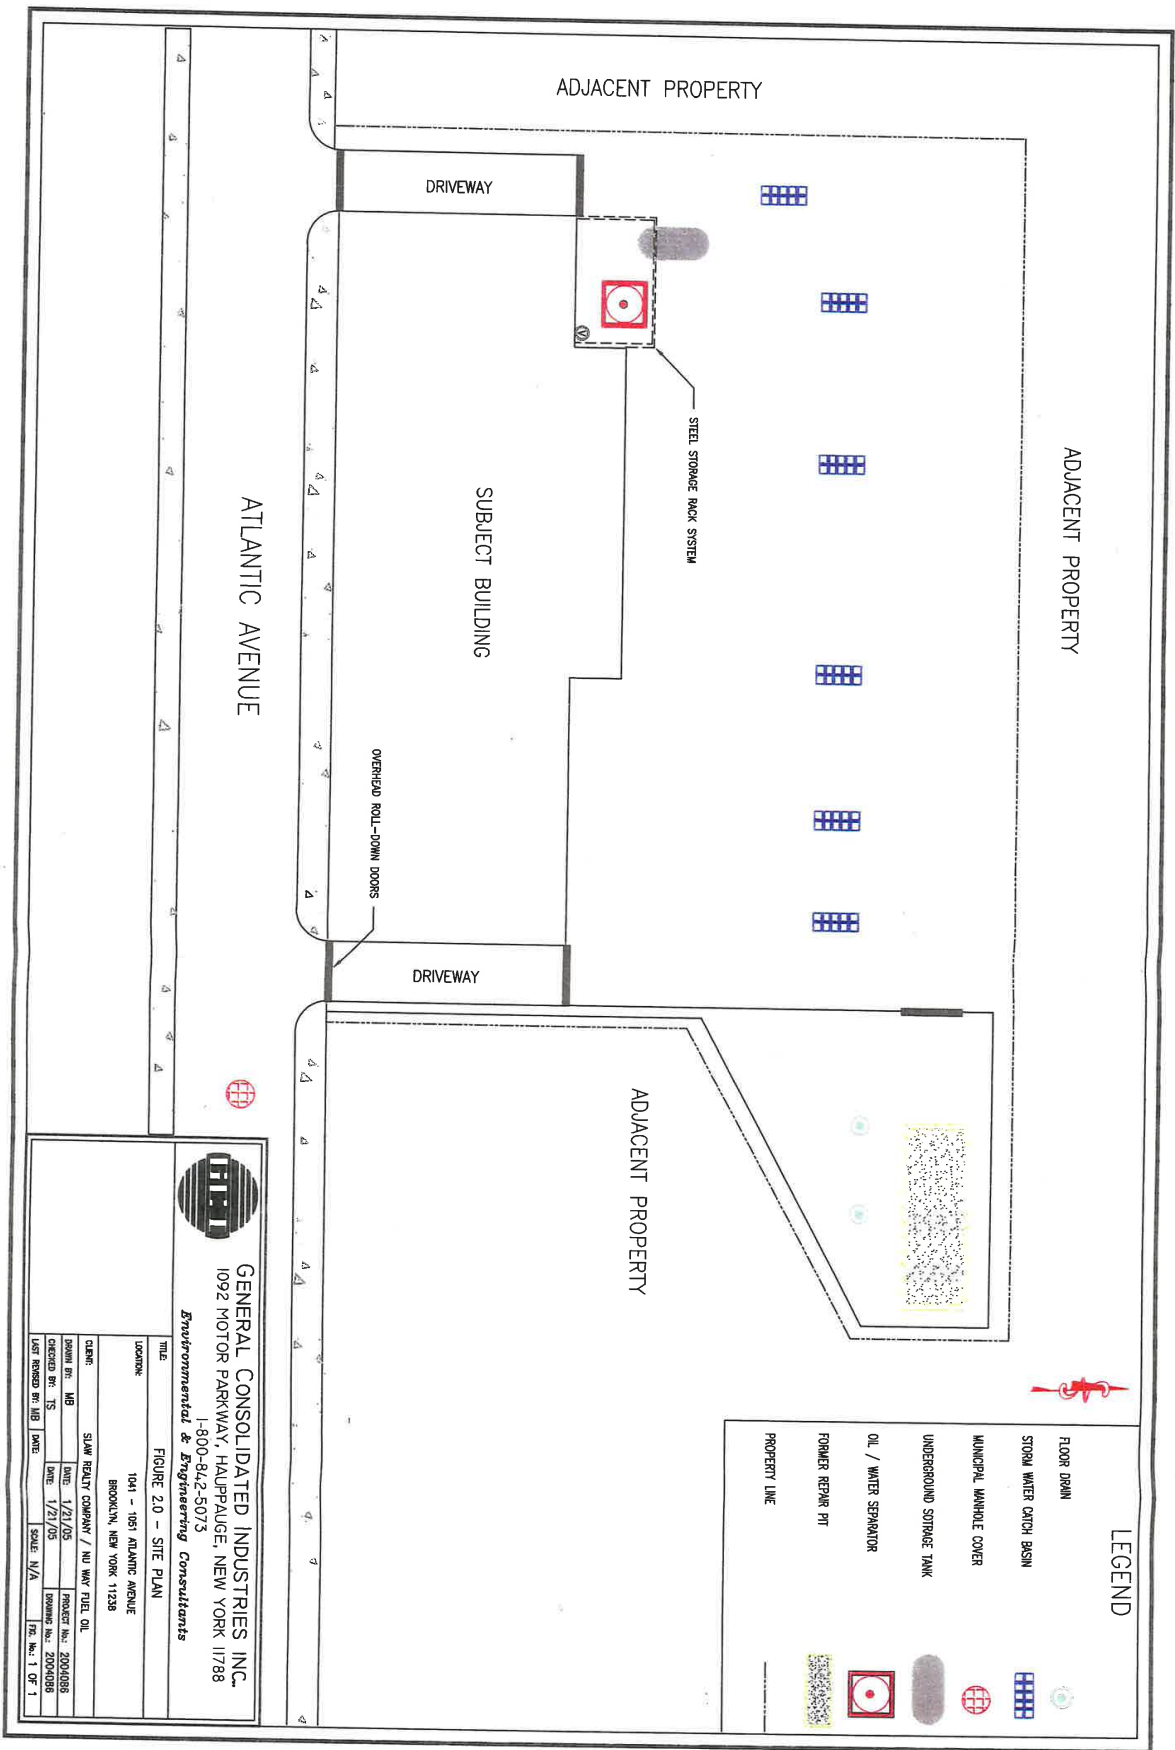 ADJACENT PROPERTY
ADJACENT PROPERTY
DRIVEWAY
STEEL STORAGE RACK SYSTEM
SUBJECT BUILDING
OVERHEAD ROLL-DOWN DOORS
DRIVEWAY
ADJACENT PROPERTY
ATLANTIC AVENUE
V
LEGEND
FLOOR DRAIN
STORM WATER CATCH BASIN
MUNICIPAL MANHOLE COVER
UNDERGROUND SOTRAGE TANK
OIL / WATER SEPARATOR
FORMER REPAIR PIT
PROPERTY LINE
GENERAL CONSOLIDATED INDUSTRIES INC.
1092 MOTOR PARKWAY, HAUPPAUGE, NEW YORK 11788
1-800-842-5073
Environmental & Engineering Consultants
TITLE: FIGURE 2.0 - SITE PLAN
LOCATION: 1041 - 1051 ATLANTIC AVENUE
BROOKLYN, NEW YORK 11238
CLIENT: SLAW REALTY COMPANY / NU WAY FUEL OIL
DRAWN BY: MB DATE: 1/21/05 PROJECT No.: 2004086
CHECKED BY: TS DATE: 1/21/05 DRAWING No.: 2004086
LAST REVISED BY: MB DATE: SCALE: N/A FIG. No.: 1 OF 1